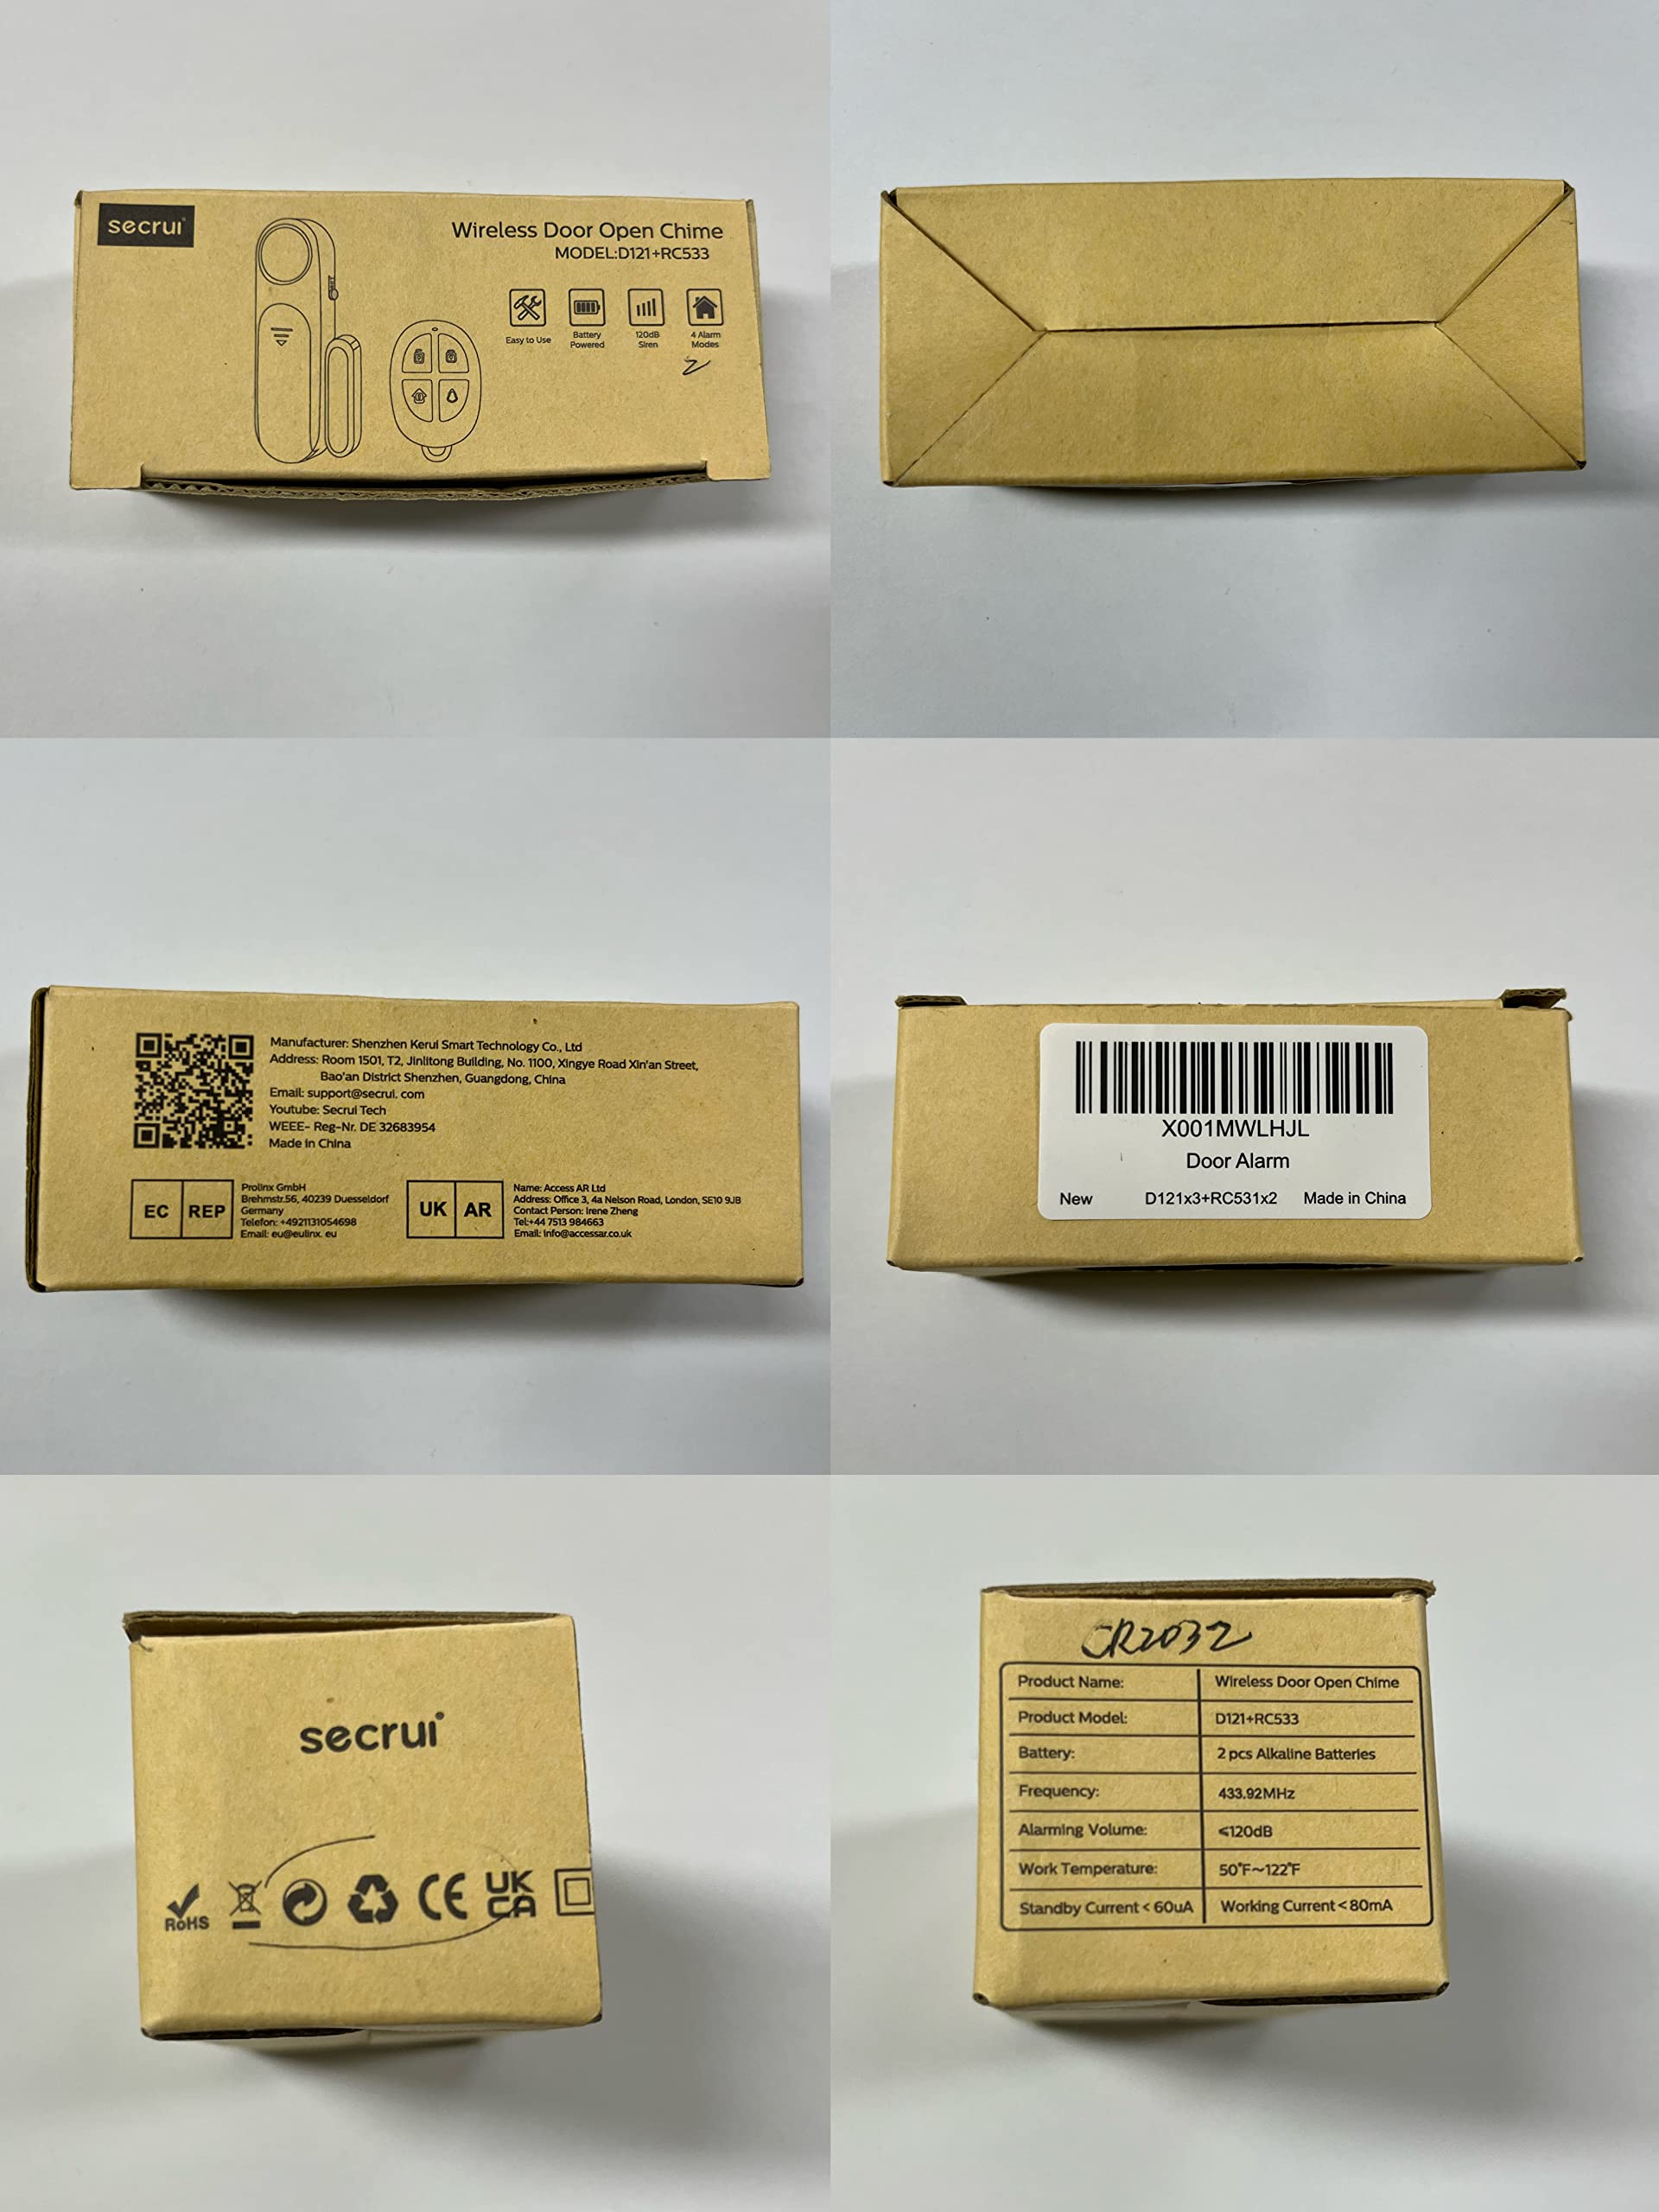 secrui
Wireless Door Open Chime
MODEL:D121+RC533
SET
Easy to Use
Battery
Powered
120dB
Siren
4 Alarm
Modes
2
Manufacturer: Shenzhen Kerui Smart Technology Co., Ltd
Address: Room 1501, T2, Jinlitong Building, No. 1100, Xingye Road Xin'an Street,
Bao'an District Shenzhen, Guangdong, China
Email: support@secrui. com
Youtube: Secrui Tech
WEEE- Reg-Nr. DE 32683954
Made in China
EC REP
Prolinx GmbH
Brehmstr.56, 40239 Duesseldorf
Germany
Telefon: +4921131054698
Email: eu@eulinx. eu
UK AR
Name: Access AR Ltd
Address: Office 3, 4a Nelson Road, London, SE10 9JB
Contact Person: Irene Zheng
Tel:+44 7513 984663
Email: info@accessar.co.uk
X001MWLHJL
Door Alarm
New D121x3+RC531x2 Made in China
secrui
RoHS
CE
UK
CA
CR2032
Product Name: Wireless Door Open Chime
Product Model: D121+RC533
Battery: 2 pcs Alkaline Batteries
Frequency: 433.92MHz
Alarming Volume: ≤120dB
Work Temperature: 50°F~122°F
Standby Current < 60uA Working Current < 80mA